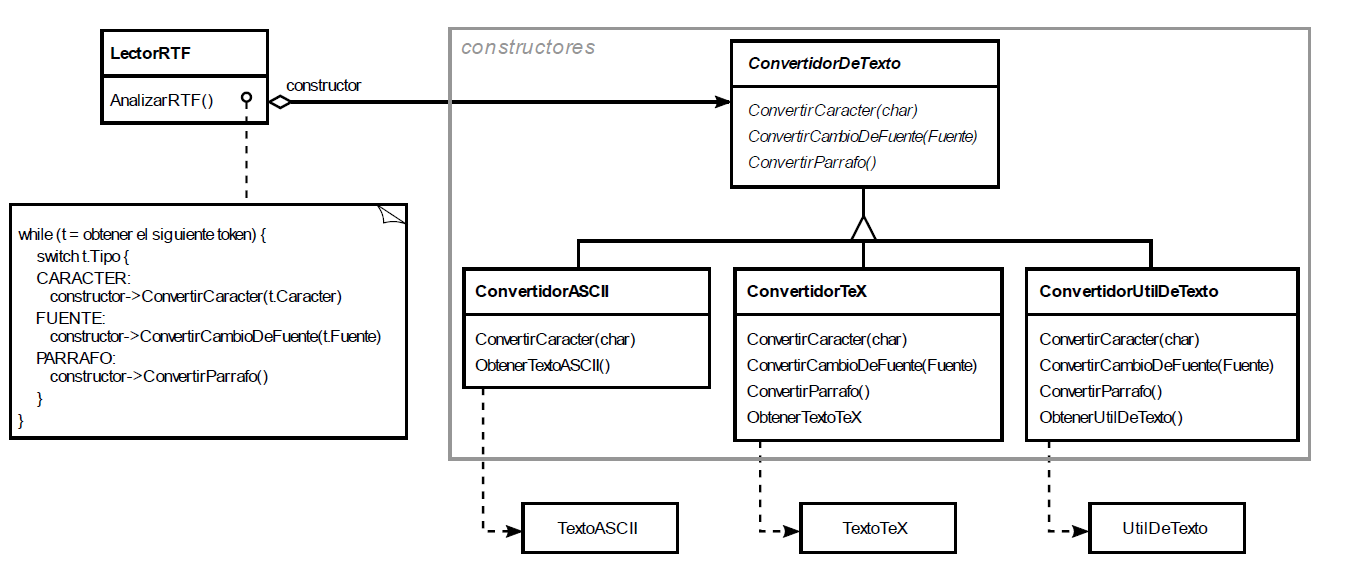 LectorRTF
AnalizarRTF()
constructor
constructores
ConvertidorDeTexto
ConvertirCaracter(char)
ConvertirCambioDeFuente(Fuente)
ConvertirParrafo()
while (t = obtener el siguiente token) {
switch t.Tipo {
CARACTER:
constructor->ConvertirCaracter(t.Caracter)
FUENTE:
constructor->ConvertirCambioDeFuente(t.Fuente)
PARRAFO:
constructor->ConvertirParrafo()
}
}
ConvertidorASCII
ConvertirCaracter(char)
ObtenerTextoASCII()
ConvertidorTeX
ConvertirCaracter(char)
ConvertirCambioDeFuente(Fuente)
ConvertirParrafo()
ObtenerTextoTeX
ConvertidorUtilDeTexto
ConvertirCaracter(char)
ConvertirCambioDeFuente(Fuente)
ConvertirParrafo()
ObtenerUtilDeTexto()
TextoASCII
TextoTeX
UtilDeTexto